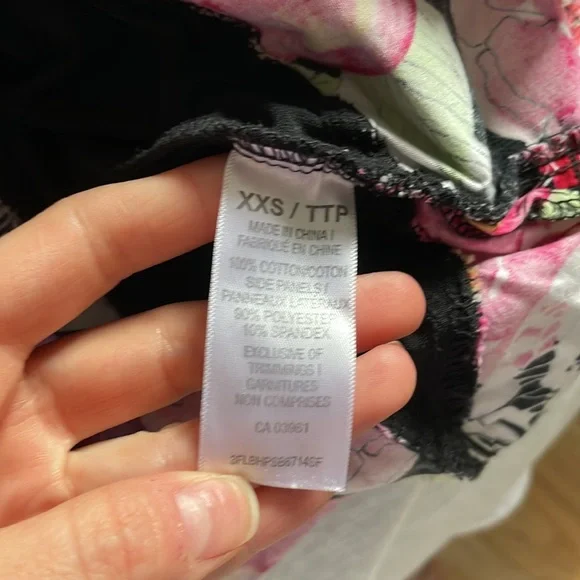 XXS / TTP
MADE IN CHINA /
FABRIQUÉ EN CHINE
100% COTTON/COTON
SIDE PANELS /
PANNEAUX LATÉRAUX
90% POLYESTER
10% SPANDEX
EXCLUSIVE OF
TRIMMINGS /
GARNITURES
NON COMPRISES
CA 03961
3FLBHPSB6714SF